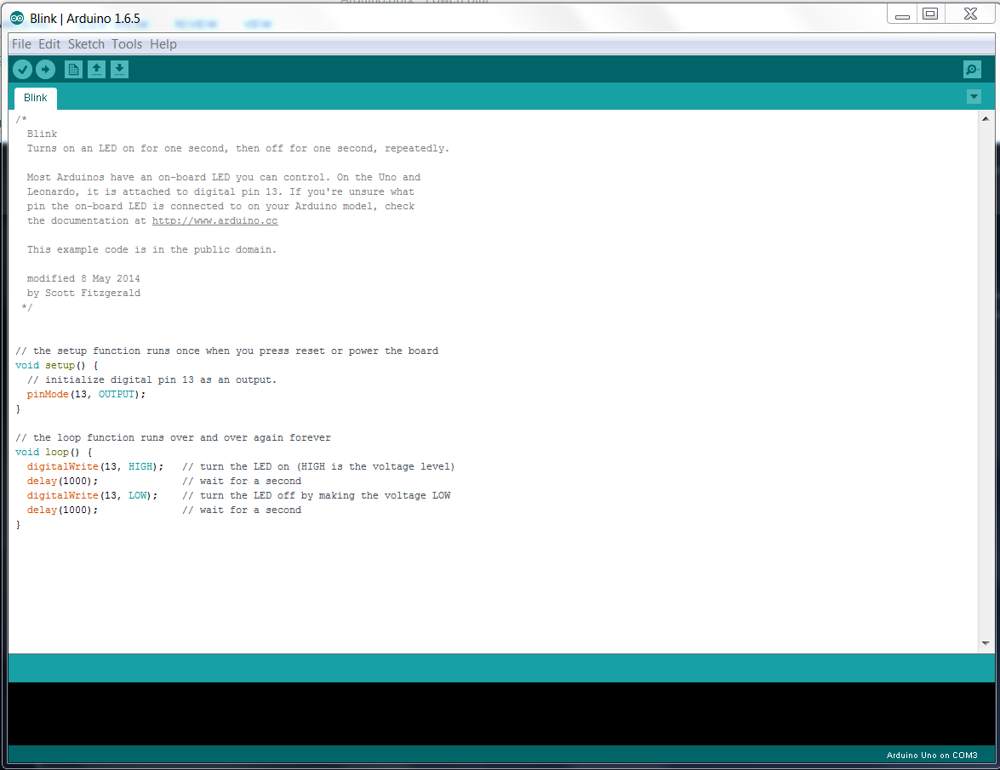 Blink | Arduino 1.6.5
File Edit Sketch Tools Help
Blink
/*
  Blink
  Turns on an LED on for one second, then off for one second, repeatedly.

  Most Arduinos have an on-board LED you can control. On the Uno and
  Leonardo, it is attached to digital pin 13. If you're unsure what
  pin the on-board LED is connected to on your Arduino model, check
  the documentation at http://www.arduino.cc

  This example code is in the public domain.

  modified 8 May 2014
  by Scott Fitzgerald
 */


// the setup function runs once when you press reset or power the board
void setup() {
  // initialize digital pin 13 as an output.
  pinMode(13, OUTPUT);
}

// the loop function runs over and over again forever
void loop() {
  digitalWrite(13, HIGH);   // turn the LED on (HIGH is the voltage level)
  delay(1000);              // wait for a second
  digitalWrite(13, LOW);    // turn the LED off by making the voltage LOW
  delay(1000);              // wait for a second
}
Arduino Uno on COM3